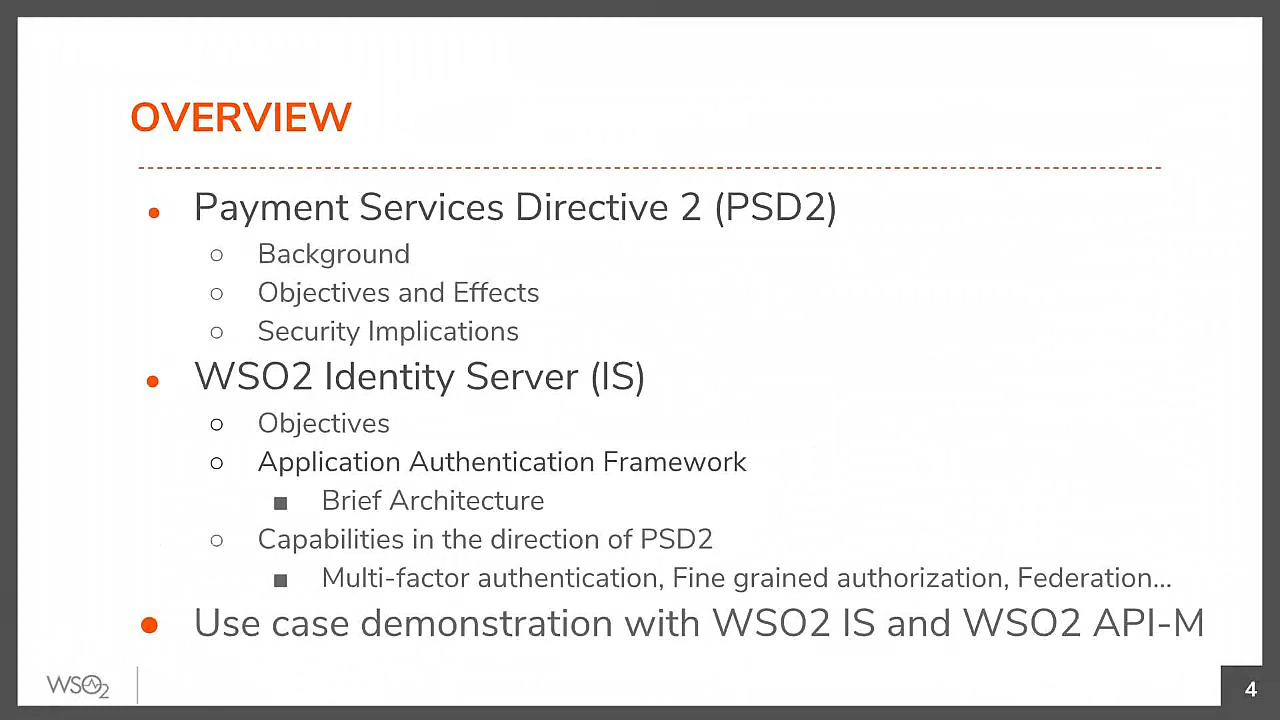 OVERVIEW
● Payment Services Directive 2 (PSD2)
○ Background
○ Objectives and Effects
○ Security Implications
● WSO2 Identity Server (IS)
○ Objectives
○ Application Authentication Framework
■ Brief Architecture
○ Capabilities in the direction of PSD2
■ Multi-factor authentication, Fine grained authorization, Federation...
● Use case demonstration with WSO2 IS and WSO2 API-M
WSO2
4